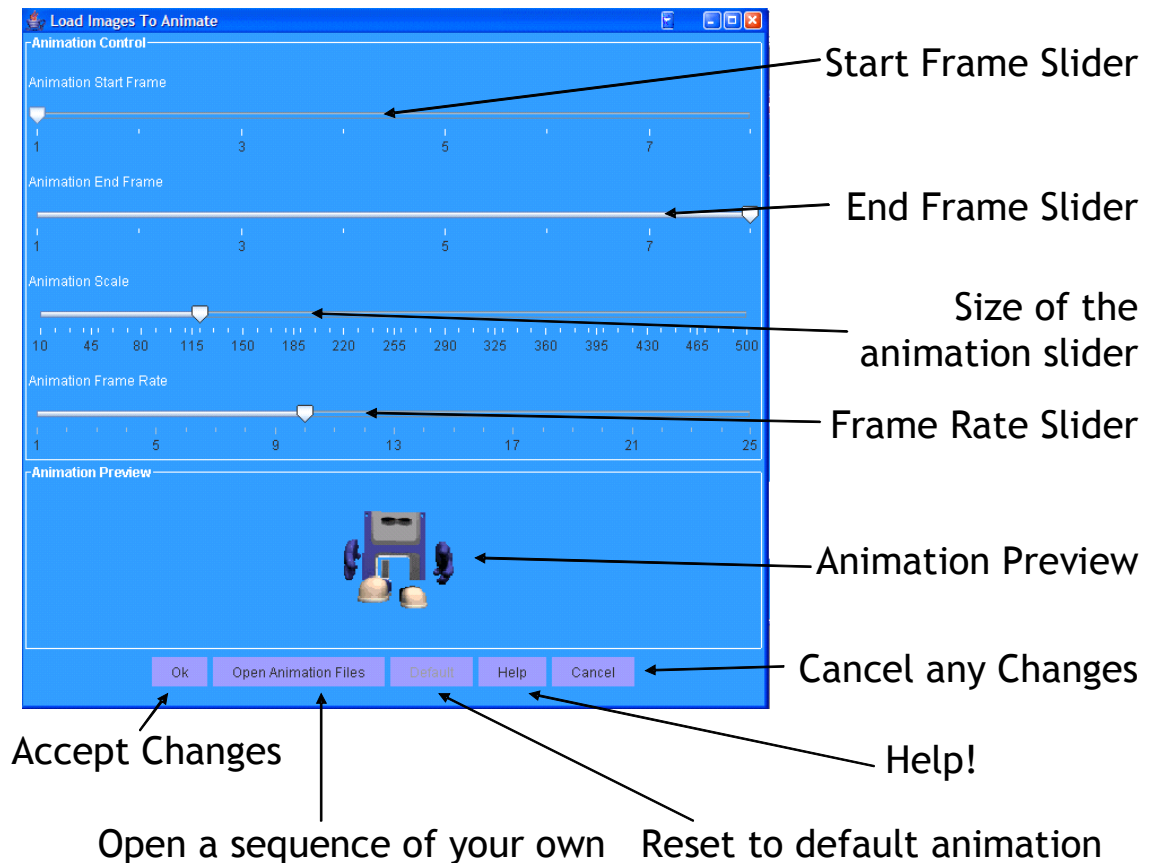 Load Images To Animate
Animation Control
Start Frame Slider
Animation Start Frame
1 3 5 7
Animation End Frame
End Frame Slider
1 3 5 7
Animation Scale
Size of the
animation slider
10 45 80 115 150 185 220 255 290 325 360 395 430 465 500
Animation Frame Rate
Frame Rate Slider
1 5 9 13 17 21 25
Animation Preview
Animation Preview
Ok Open Animation Files Default Help Cancel
Cancel any Changes
Accept Changes
Help!
Open a sequence of your own Reset to default animation